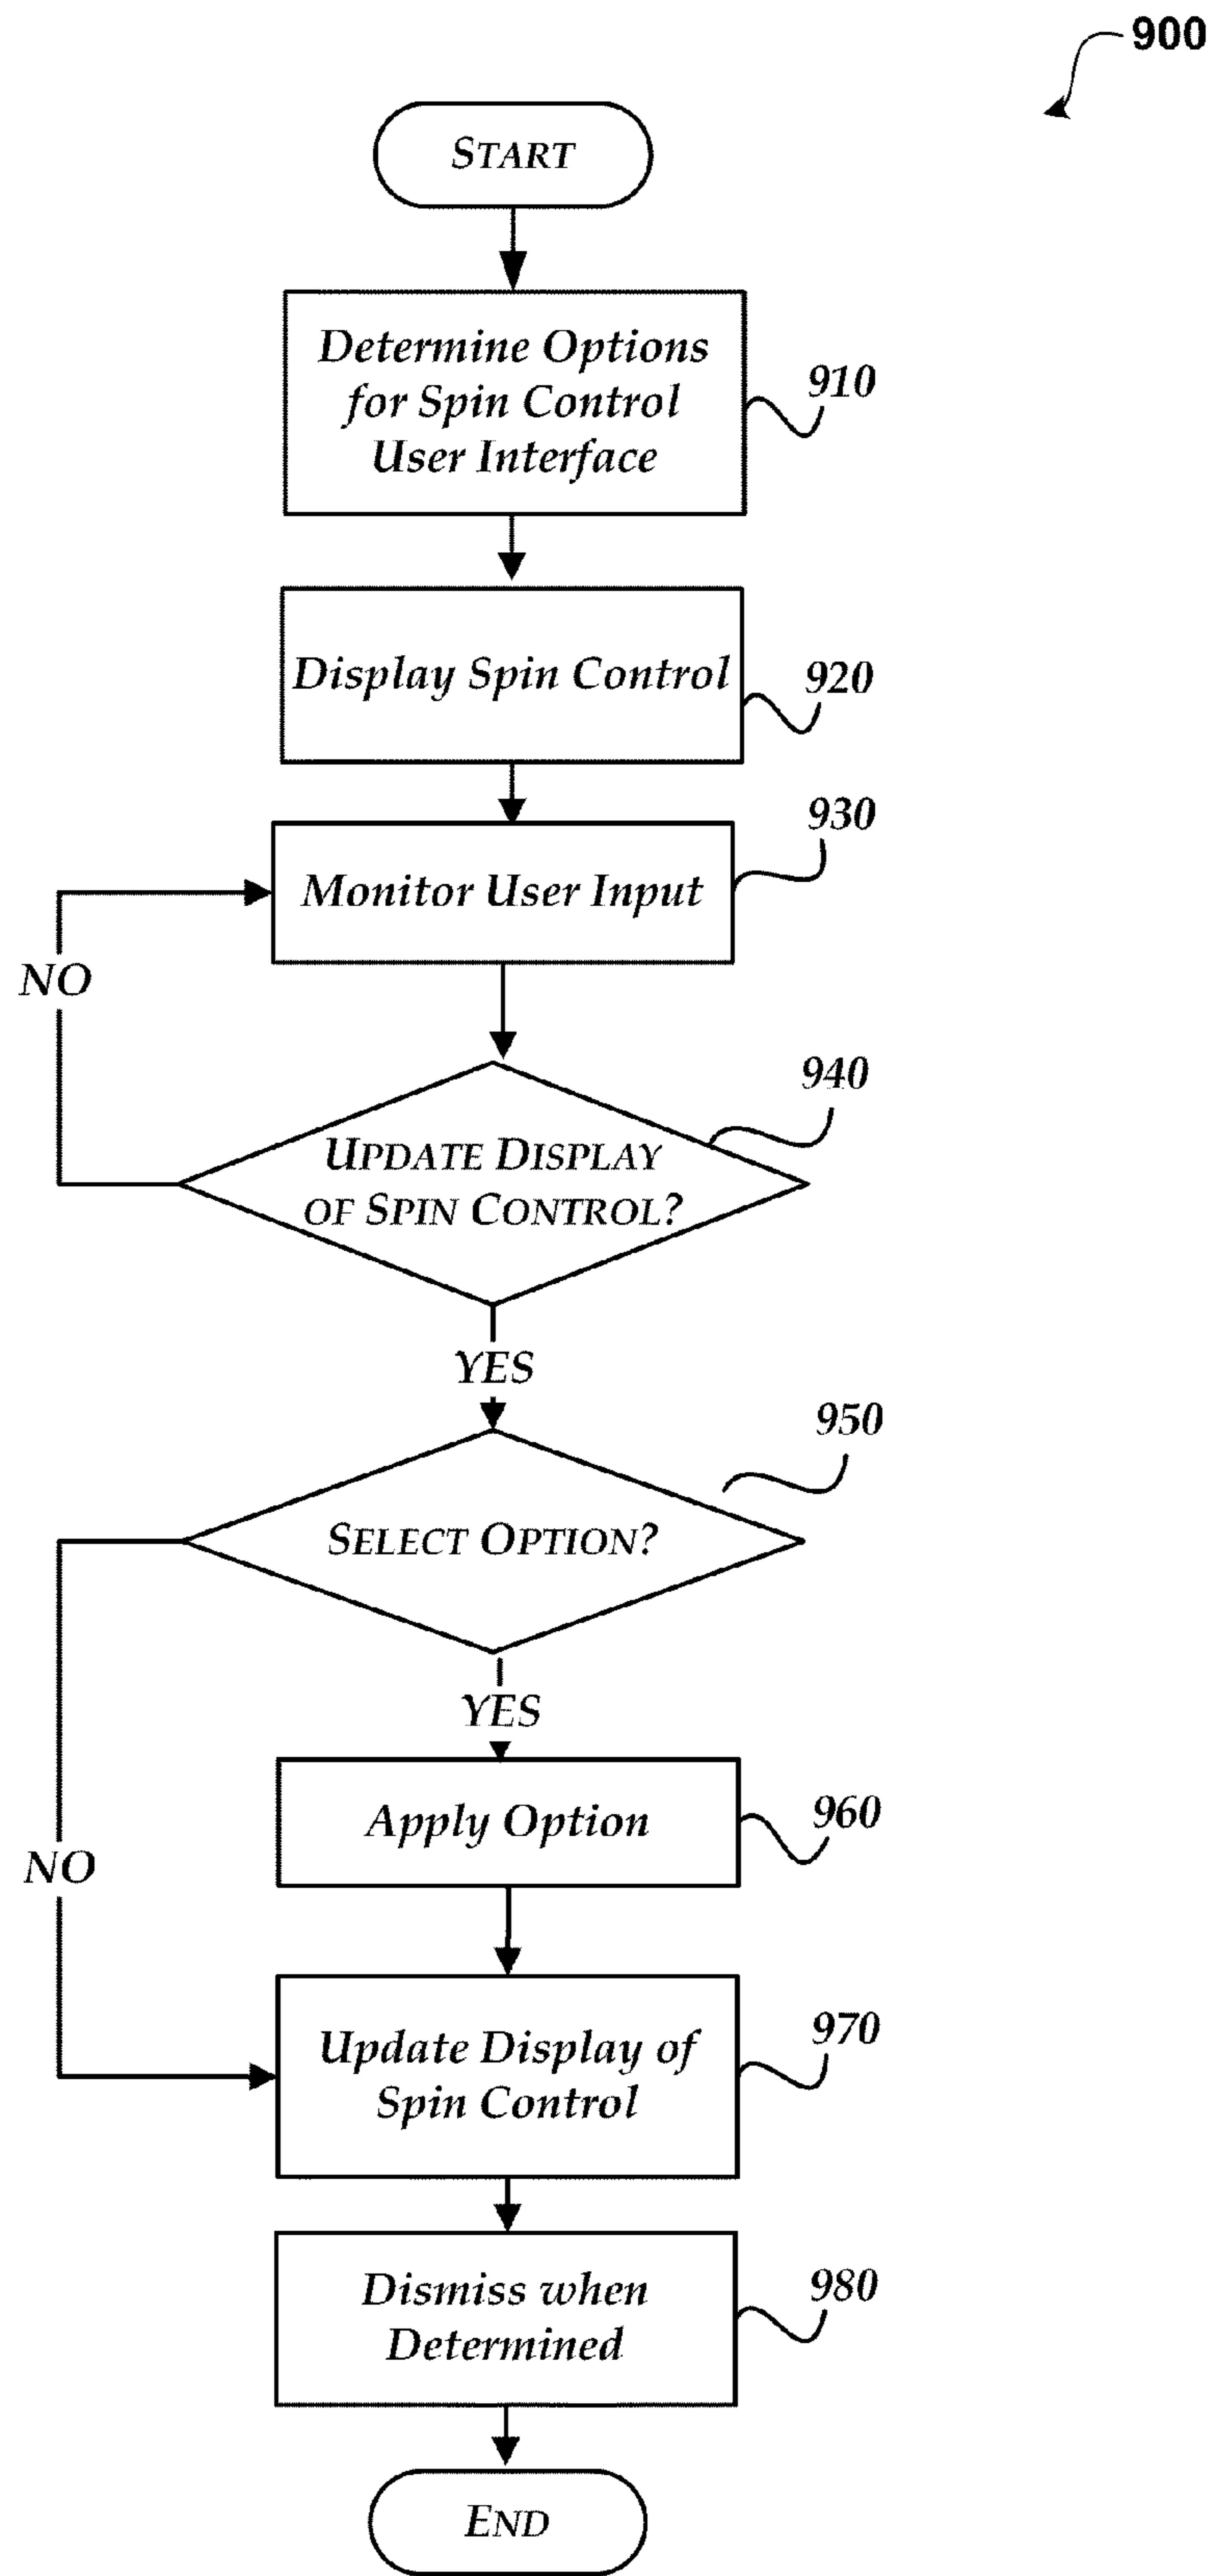 900
START
Determine Options
for Spin Control
User Interface
910
Display Spin Control
920
930
Monitor User Input
NO
940
UPDATE DISPLAY
OF SPIN CONTROL?
YES
950
SELECT OPTION?
YES
Apply Option
960
NO
Update Display of
Spin Control
970
Dismiss when
Determined
980
END